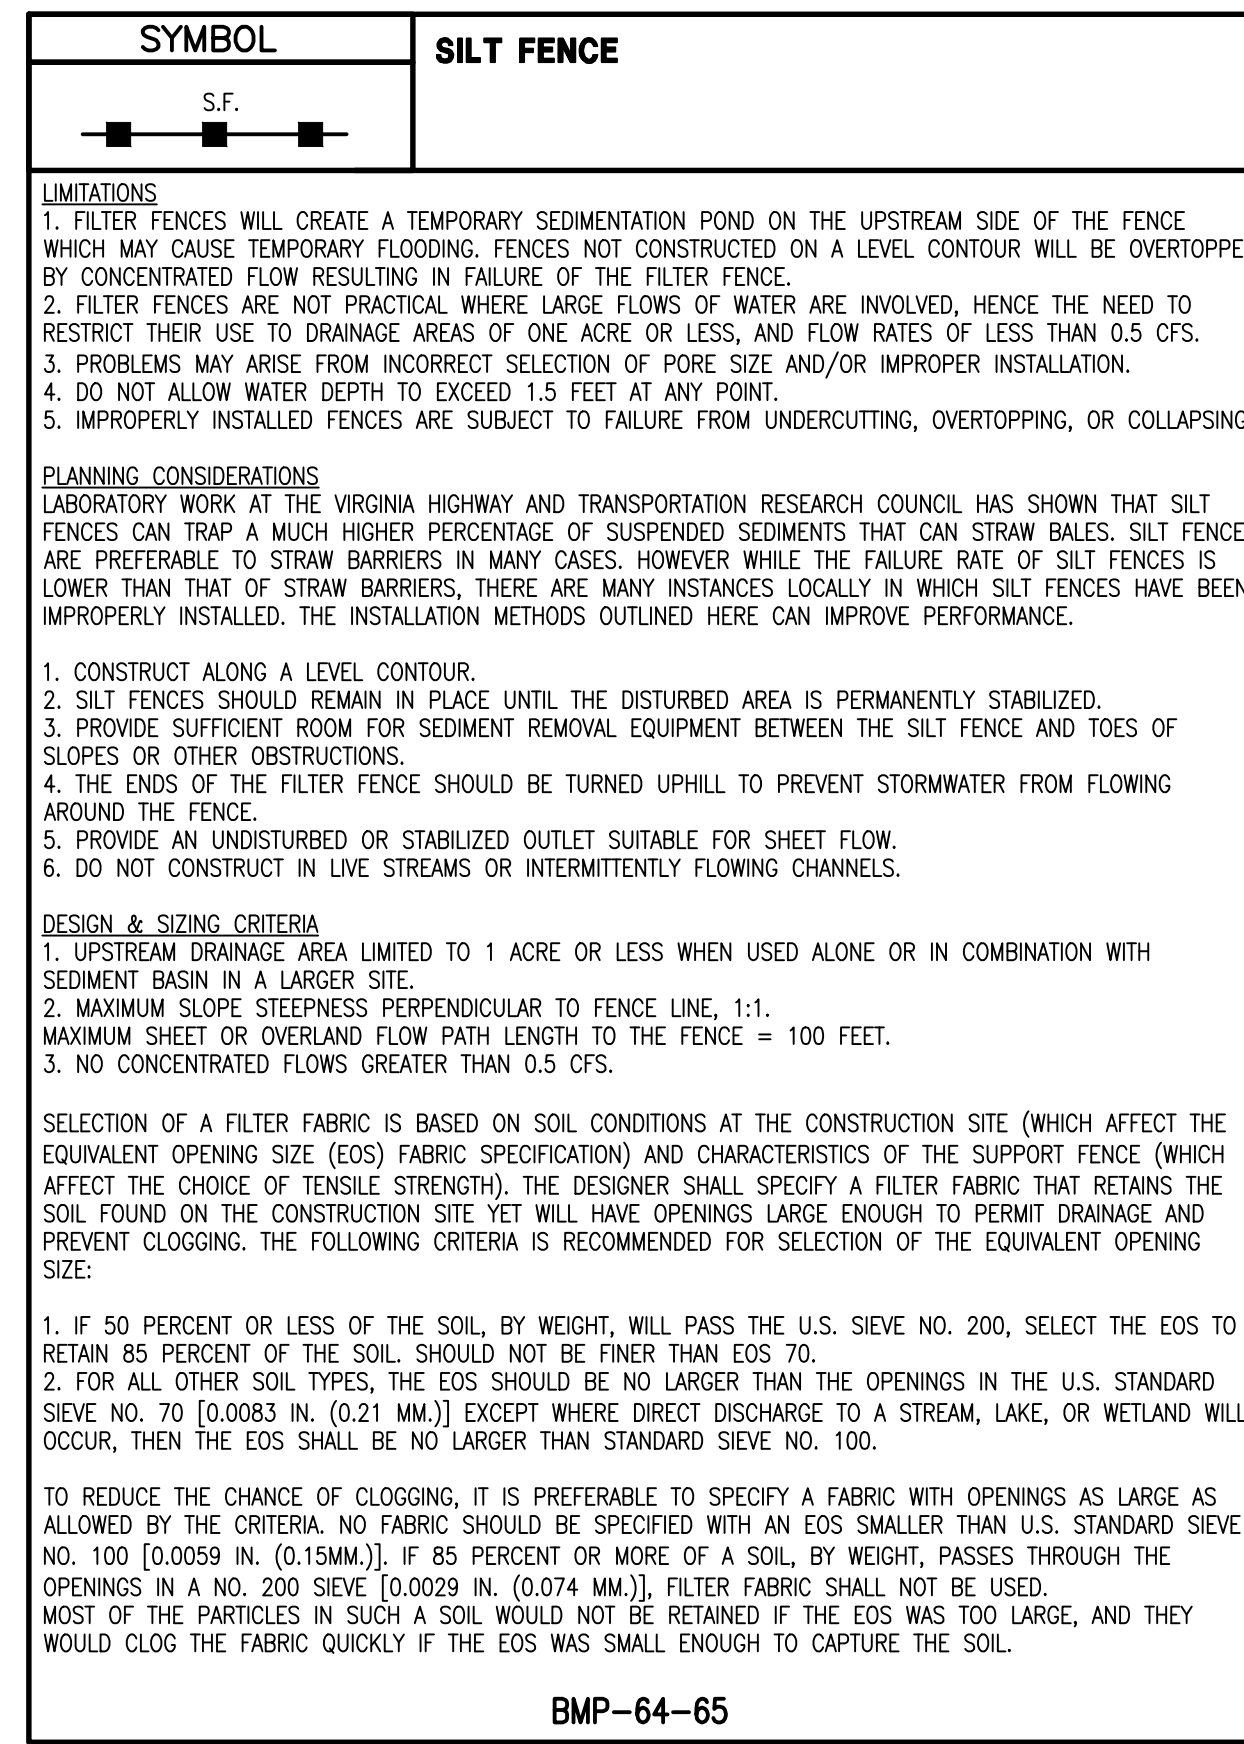 SYMBOL
SILT FENCE
S.F.
LIMITATIONS
1. FILTER FENCES WILL CREATE A TEMPORARY SEDIMENTATION POND ON THE UPSTREAM SIDE OF THE FENCE
WHICH MAY CAUSE TEMPORARY FLOODING. FENCES NOT CONSTRUCTED ON A LEVEL CONTOUR WILL BE OVERTOPPE
BY CONCENTRATED FLOW RESULTING IN FAILURE OF THE FILTER FENCE.
2. FILTER FENCES ARE NOT PRACTICAL WHERE LARGE FLOWS OF WATER ARE INVOLVED, HENCE THE NEED TO
RESTRICT THEIR USE TO DRAINAGE AREAS OF ONE ACRE OR LESS, AND FLOW RATES OF LESS THAN 0.5 CFS.
3. PROBLEMS MAY ARISE FROM INCORRECT SELECTION OF PORE SIZE AND/OR IMPROPER INSTALLATION.
4. DO NOT ALLOW WATER DEPTH TO EXCEED 1.5 FEET AT ANY POINT.
5. IMPROPERLY INSTALLED FENCES ARE SUBJECT TO FAILURE FROM UNDERCUTTING, OVERTOPPING, OR COLLAPSING
PLANNING CONSIDERATIONS
LABORATORY WORK AT THE VIRGINIA HIGHWAY AND TRANSPORTATION RESEARCH COUNCIL HAS SHOWN THAT SILT
FENCES CAN TRAP A MUCH HIGHER PERCENTAGE OF SUSPENDED SEDIMENTS THAT CAN STRAW BALES. SILT FENCE
ARE PREFERABLE TO STRAW BARRIERS IN MANY CASES. HOWEVER WHILE THE FAILURE RATE OF SILT FENCES IS
LOWER THAN THAT OF STRAW BARRIERS, THERE ARE MANY INSTANCES LOCALLY IN WHICH SILT FENCES HAVE BEEN
IMPROPERLY INSTALLED. THE INSTALLATION METHODS OUTLINED HERE CAN IMPROVE PERFORMANCE.
1. CONSTRUCT ALONG A LEVEL CONTOUR.
2. SILT FENCES SHOULD REMAIN IN PLACE UNTIL THE DISTURBED AREA IS PERMANENTLY STABILIZED.
3. PROVIDE SUFFICIENT ROOM FOR SEDIMENT REMOVAL EQUIPMENT BETWEEN THE SILT FENCE AND TOES OF
SLOPES OR OTHER OBSTRUCTIONS.
4. THE ENDS OF THE FILTER FENCE SHOULD BE TURNED UPHILL TO PREVENT STORMWATER FROM FLOWING
AROUND THE FENCE.
5. PROVIDE AN UNDISTURBED OR STABILIZED OUTLET SUITABLE FOR SHEET FLOW.
6. DO NOT CONSTRUCT IN LIVE STREAMS OR INTERMITTENTLY FLOWING CHANNELS.
DESIGN & SIZING CRITERIA
1. UPSTREAM DRAINAGE AREA LIMITED TO 1 ACRE OR LESS WHEN USED ALONE OR IN COMBINATION WITH
SEDIMENT BASIN IN A LARGER SITE.
2. MAXIMUM SLOPE STEEPNESS PERPENDICULAR TO FENCE LINE, 1:1.
MAXIMUM SHEET OR OVERLAND FLOW PATH LENGTH TO THE FENCE = 100 FEET.
3. NO CONCENTRATED FLOWS GREATER THAN 0.5 CFS.
SELECTION OF A FILTER FABRIC IS BASED ON SOIL CONDITIONS AT THE CONSTRUCTION SITE (WHICH AFFECT THE
EQUIVALENT OPENING SIZE (EOS) FABRIC SPECIFICATION) AND CHARACTERISTICS OF THE SUPPORT FENCE (WHICH
AFFECT THE CHOICE OF TENSILE STRENGTH). THE DESIGNER SHALL SPECIFY A FILTER FABRIC THAT RETAINS THE
SOIL FOUND ON THE CONSTRUCTION SITE YET WILL HAVE OPENINGS LARGE ENOUGH TO PERMIT DRAINAGE AND
PREVENT CLOGGING. THE FOLLOWING CRITERIA IS RECOMMENDED FOR SELECTION OF THE EQUIVALENT OPENING
SIZE:
1. IF 50 PERCENT OR LESS OF THE SOIL, BY WEIGHT, WILL PASS THE U.S. SIEVE NO. 200, SELECT THE EOS TO
RETAIN 85 PERCENT OF THE SOIL. SHOULD NOT BE FINER THAN EOS 70.
2. FOR ALL OTHER SOIL TYPES, THE EOS SHOULD BE NO LARGER THAN THE OPENINGS IN THE U.S. STANDARD
SIEVE NO. 70 [0.0083 IN. (0.21 MM.)] EXCEPT WHERE DIRECT DISCHARGE TO A STREAM, LAKE, OR WETLAND WILL
OCCUR, THEN THE EOS SHALL BE NO LARGER THAN STANDARD SIEVE NO. 100.
TO REDUCE THE CHANCE OF CLOGGING, IT IS PREFERABLE TO SPECIFY A FABRIC WITH OPENINGS AS LARGE AS
ALLOWED BY THE CRITERIA. NO FABRIC SHOULD BE SPECIFIED WITH AN EOS SMALLER THAN U.S. STANDARD SIEVE
NO. 100 [0.0059 IN. (0.15MM.)]. IF 85 PERCENT OR MORE OF A SOIL, BY WEIGHT, PASSES THROUGH THE
OPENINGS IN A NO. 200 SIEVE [0.0029 IN. (0.074 MM.)], FILTER FABRIC SHALL NOT BE USED.
MOST OF THE PARTICLES IN SUCH A SOIL WOULD NOT BE RETAINED IF THE EOS WAS TOO LARGE, AND THEY
WOULD CLOG THE FABRIC QUICKLY IF THE EOS WAS SMALL ENOUGH TO CAPTURE THE SOIL.
BMP-64-65